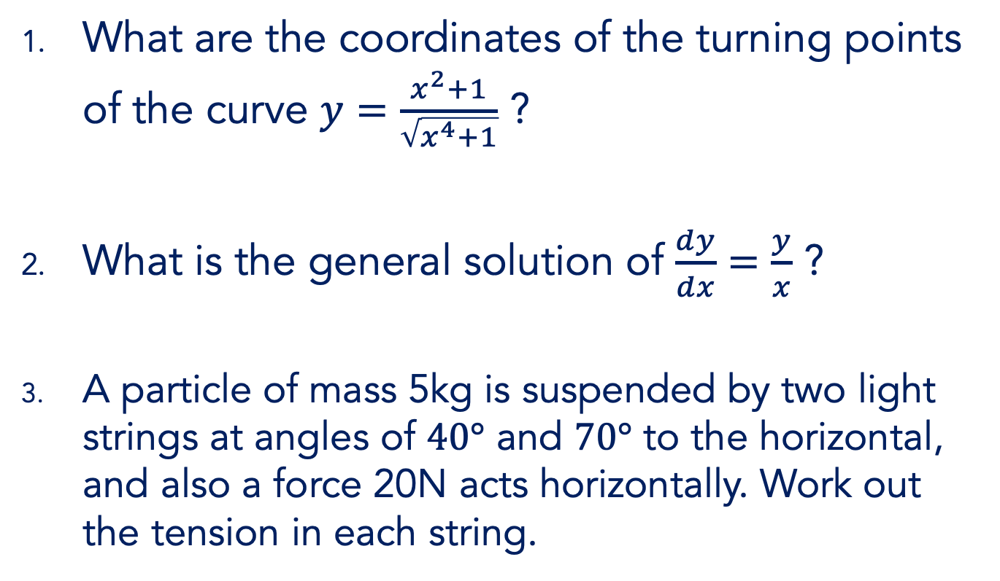 1. What are the coordinates of the turning points
of the curve y = \frac{x^2+1}{\sqrt{x^4+1}} ?
2. What is the general solution of \frac{dy}{dx} = \frac{y}{x} ?
3. A particle of mass 5kg is suspended by two light
strings at angles of 40° and 70° to the horizontal,
and also a force 20N acts horizontally. Work out
the tension in each string.